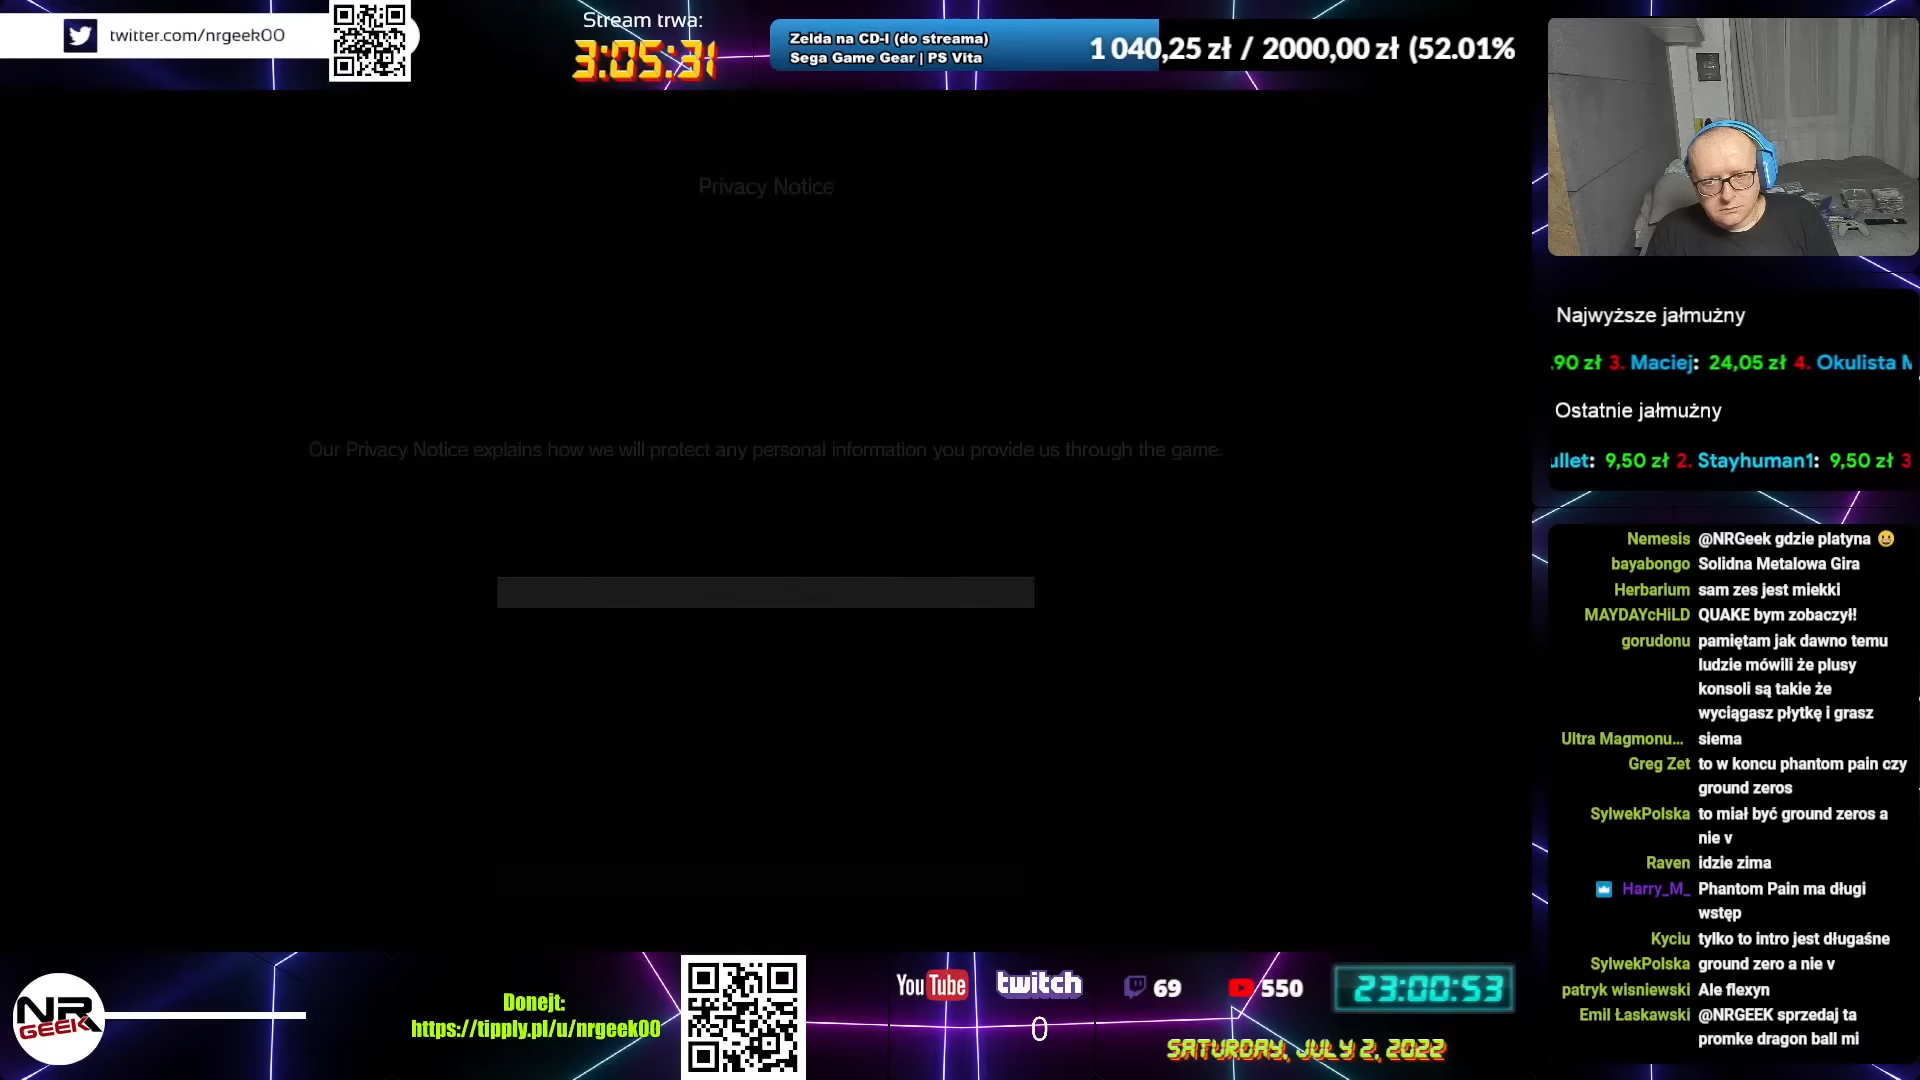 twitter.com/nrgeek00
Stream trwa:
3:05:31
Zelda na CD-I (do streama)
Sega Game Gear | PS Vita
1 040,25 zł / 2000,00 zł (52.01%
Privacy Notice
Our Privacy Notice explains how we will protect any personal information you provide us through the game.
Najwyższe jałmużny
.90 zł 3. Maciej: 24,05 zł 4. Okulista M
Ostatnie jałmużny
ullet: 9,50 zł 2. Stayhuman1: 9,50 zł 3
Nemesis @NRGeek gdzie platyna 😀
bayabongo Solidna Metalowa Gira
Herbarium sam zes jest miekki
MAYDAYcHiLD QUAKE bym zobaczył!
gorudonu pamiętam jak dawno temu
ludzie mówili że plusy
konsoli są takie że
wyciągasz płytkę i grasz
Ultra Magmonu... siema
Greg Zet to w koncu phantom pain czy
ground zeros
SylwekPolska to miał być ground zeros a
nie v
Raven idzie zima
Harry_M_ Phantom Pain ma długi
wstęp
Kyciu tylko to intro jest długaśne
SylwekPolska ground zero a nie v
patryk wisniewski Ale flexyn
Emil Łaskawski @NRGEEK sprzedaj ta
promke dragon ball mi
NR
GEEK
Donejt:
https://tipply.pl/u/nrgeek00
YouTube
twitch
69
550
0
23:00:53
SATURDAY, JULY 2, 2022